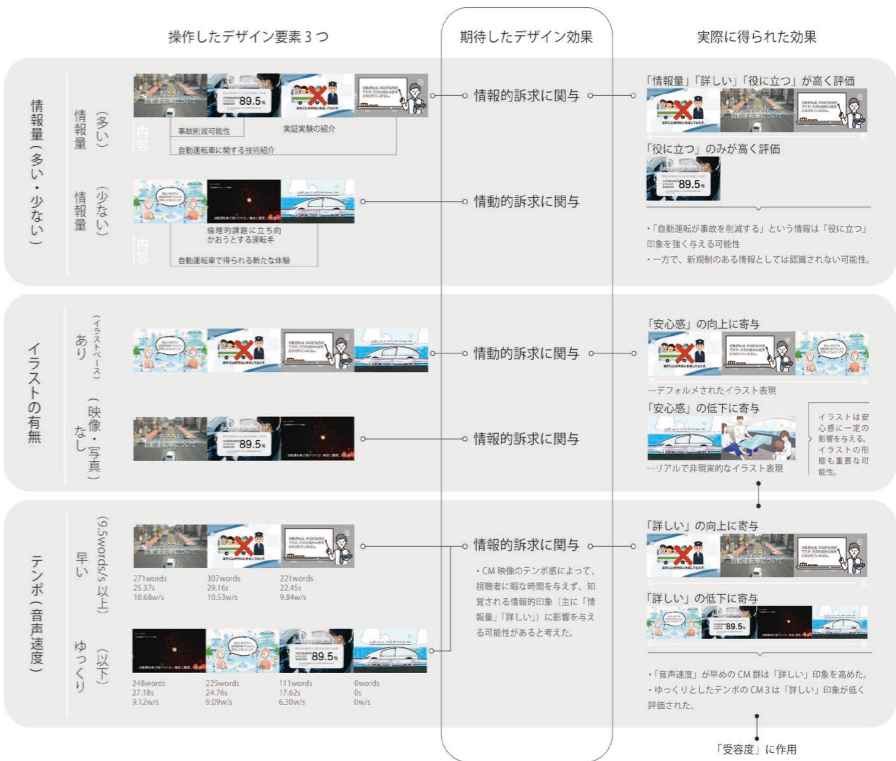 操作したデザイン要素 3 つ
期待したデザイン効果
実際に得られた効果
情報量(多い・少ない)
情報量
(多い)
89.5%
内容
事故削減可能性
実証実験の紹介
自動運転車に関する技術紹介
情報的訴求に関与
「情報量」「詳しい」「役に立つ」が高く評価
「役に立つ」のみが高く評価
89.5%
・「自動運転が事故を削減する」という情報は「役に立つ」
印象を強く与える可能性
・一方で、新規制のある情報としては認識されない可能性。
情報量
(少ない)
内容
倫理的課題に立ち向
かおうとする運転手
自動運転車で得られる新たな体験
情動的訴求に関与
イラストの有無
あり
(イラストベース)
情動的訴求に関与
「安心感」の向上に寄与
…デフォルメされたイラスト表現
「安心感」の低下に寄与
…リアルで非現実的なイラスト表現
イラストは安
心感に一定の
影響を与える。
イラストの形
態も重要な可
能性。
なし
(映像・写真)
89.5%
情報的訴求に関与
テンポ(音声速度)
早い
(9.5words/s 以上)
271words
25.37s
10.68w/s
307words
29.16s
10.53w/s
221words
22.45s
9.84w/s
情報的訴求に関与
・CM 映像のテンポ感によって、
視聴者に暇な時間を与えず、知
覚される情報的印象(主に「情
報量」「詳しい」)に影響を与え
る可能性があると考えた。
「詳しい」の向上に寄与
「詳しい」の低下に寄与
89.5%
・「音声速度」が早めの CM 群は「詳しい」印象を高めた。
・ゆっくりとしたテンポの CM 3 は「詳しい」印象が低く
評価された。
ゆっくり
(以下)
89.5%
248words
27.18s
9.12w/s
225words
24.76s
9.09w/s
111words
17.62s
6.30w/s
0words
0s
0w/s
「受容度」に作用